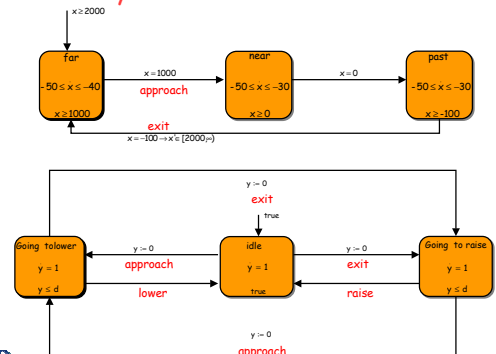 x ≥ 2000
far
near
past
x = 1000
x = 0
- 50 ≤ x ≤ -40
approach
- 50 ≤ x ≤ -30
- 50 ≤ x ≤ -30
x ≥ 1000
x ≥ 0
x ≥ -100
exit
x = -100 → x' ∈ [2000,∞)
y := 0
exit
true
Going tolower
y := 0
idle
y := 0
Going to raise
approach
exit
y = 1
y = 1
y = 1
y ≤ d
lower
true
raise
y ≤ d
y := 0
approach